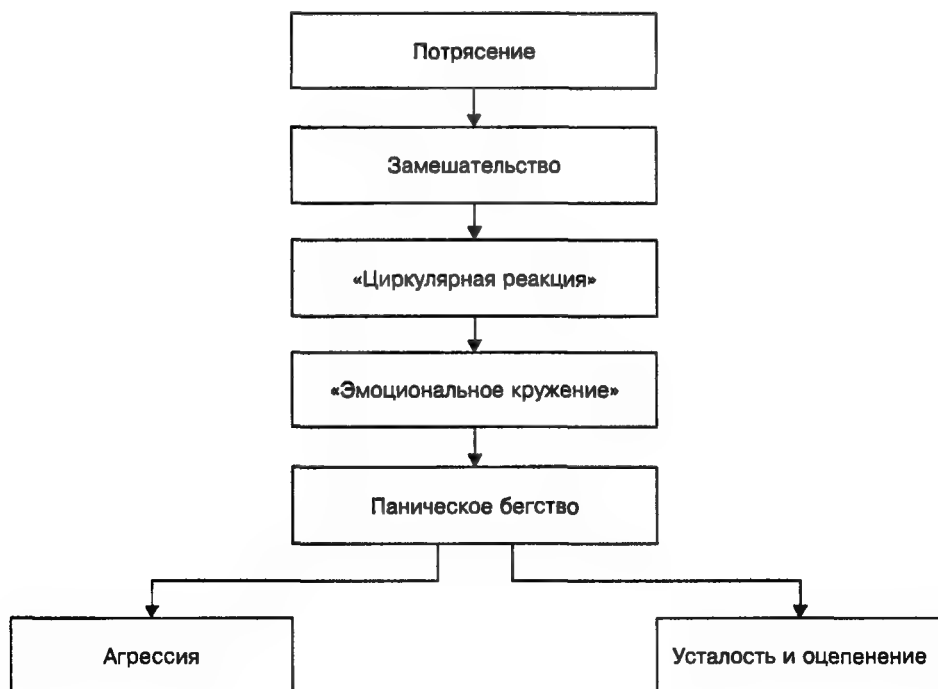 Потрясение
Замешательство
«Циркулярная реакция»
«Эмоциональное кружение»
Паническое бегство
Агрессия
Усталость и оцепенение